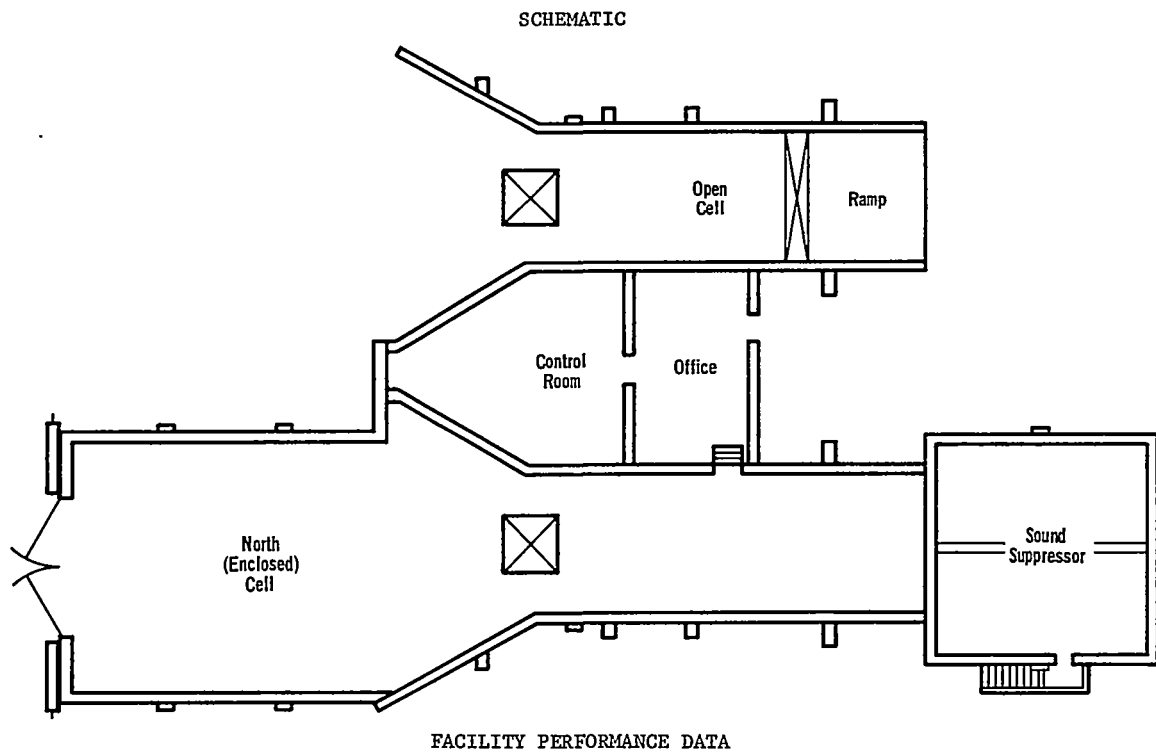 SCHEMATIC
Open
Cell
Ramp
Control
Room
Office
North
(Enclosed)
Cell
Sound
Suppressor
FACILITY PERFORMANCE DATA